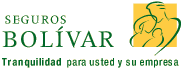 SEGUROS
BOLÍVAR
Tranquilidad para usted y su empresa